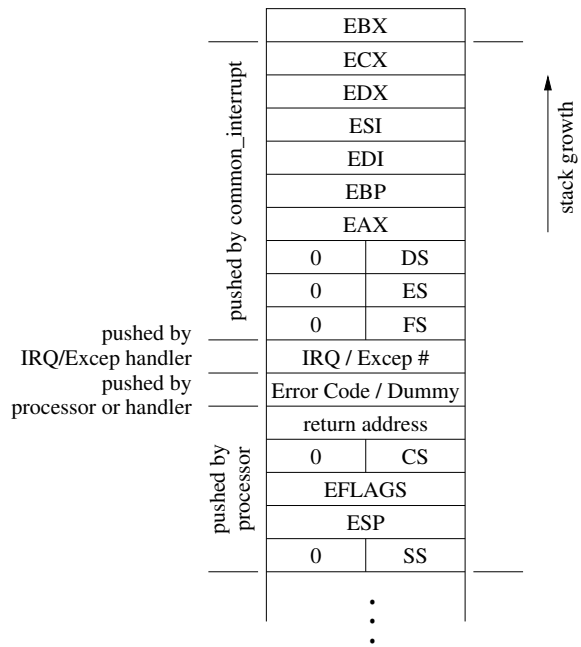 EBX
ECX
EDX
ESI
EDI
EBP
EAX
0 DS
0 ES
0 FS
IRQ / Excep #
Error Code / Dummy
return address
0 CS
EFLAGS
ESP
0 SS
pushed by common_interrupt
pushed by
IRQ/Excep handler
pushed by
processor or handler
pushed by
processor
stack growth